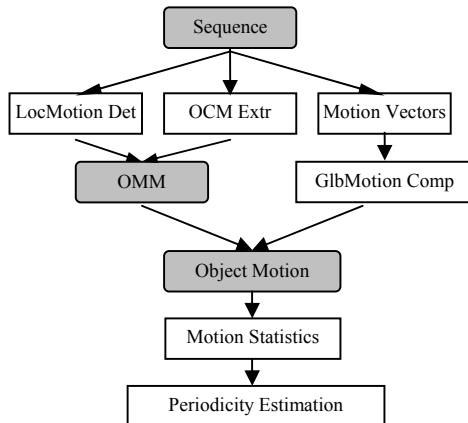 Sequence
LocMotion Det
OCM Extr
Motion Vectors
OMM
GlbMotion Comp
Object Motion
Motion Statistics
Periodicity Estimation